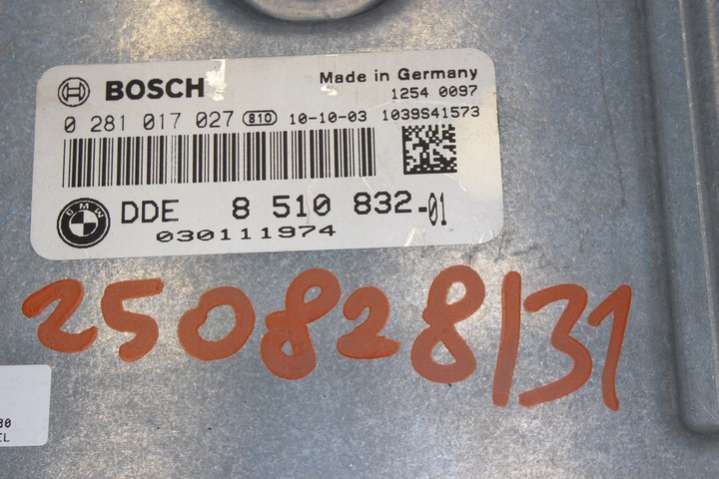 BOSCH
Made in Germany
1254 0097
0 281 017 027 810 10-10-03 1039S41573
BMW DDE 8 510 832-01
030111974
250828131